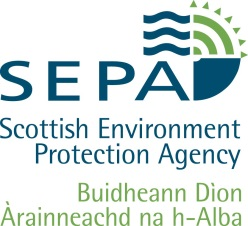 SEPA
Scottish Environment
Protection Agency
Buidheann Dìon
Àrainneachd na h-Alba